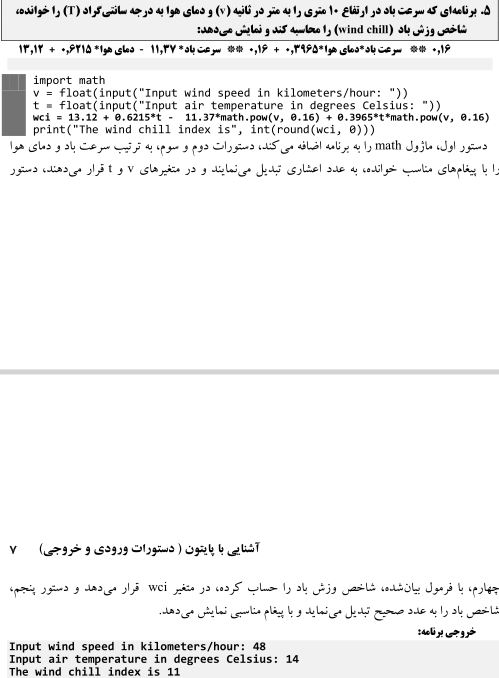 ۵. برنامه‌ای که سرعت باد در ارتفاع ۱۰ متری را به متر در ثانیه (v) و دمای هوا به درجه سانتی‌گراد (T) را خوانده،
شاخص وزش باد (wind chill) را محاسبه کند و نمایش می‌دهد:
۱۳,۱۲ + ۰,۶۲۱۵ *دمای هوا - ۱۱,۳۷ *سرعت باد ** ۰,۱۶ + ۰,۳۹۶۵*دمای هوا*سرعت باد ** ۰,۱۶
import math
v = float(input("Input wind speed in kilometers/hour: "))
t = float(input("Input air temperature in degrees Celsius: "))
wci = 13.12 + 0.6215*t - 11.37*math.pow(v, 0.16) + 0.3965*t*math.pow(v, 0.16)
print("The wind chill index is", int(round(wci, 0)))
دستور اول، ماژول math را به برنامه اضافه می‌کند، دستورات دوم و سوم، به ترتیب سرعت باد و دمای هوا
را با پیغام‌های مناسب خوانده، به عدد اعشاری تبدیل می‌نمایند و در متغیرهای v و t قرار می‌دهند، دستور
آشنایی با پایتون ( دستورات ورودی و خروجی) ۷
چهارم، با فرمول بیان‌شده، شاخص وزش باد را حساب کرده، در متغیر wci قرار می‌دهد و دستور پنجم،
شاخص باد را به عدد صحیح تبدیل می‌نماید و با پیغام مناسبی نمایش می‌دهد.
خروجی برنامه:
Input wind speed in kilometers/hour: 48
Input air temperature in degrees Celsius: 14
The wind chill index is 11